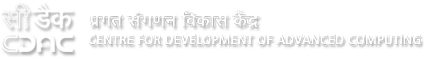 सी डैक
CDAC
प्रगत संगणन विकास केंद्र
CENTRE FOR DEVELOPMENT OF ADVANCED COMPUTING